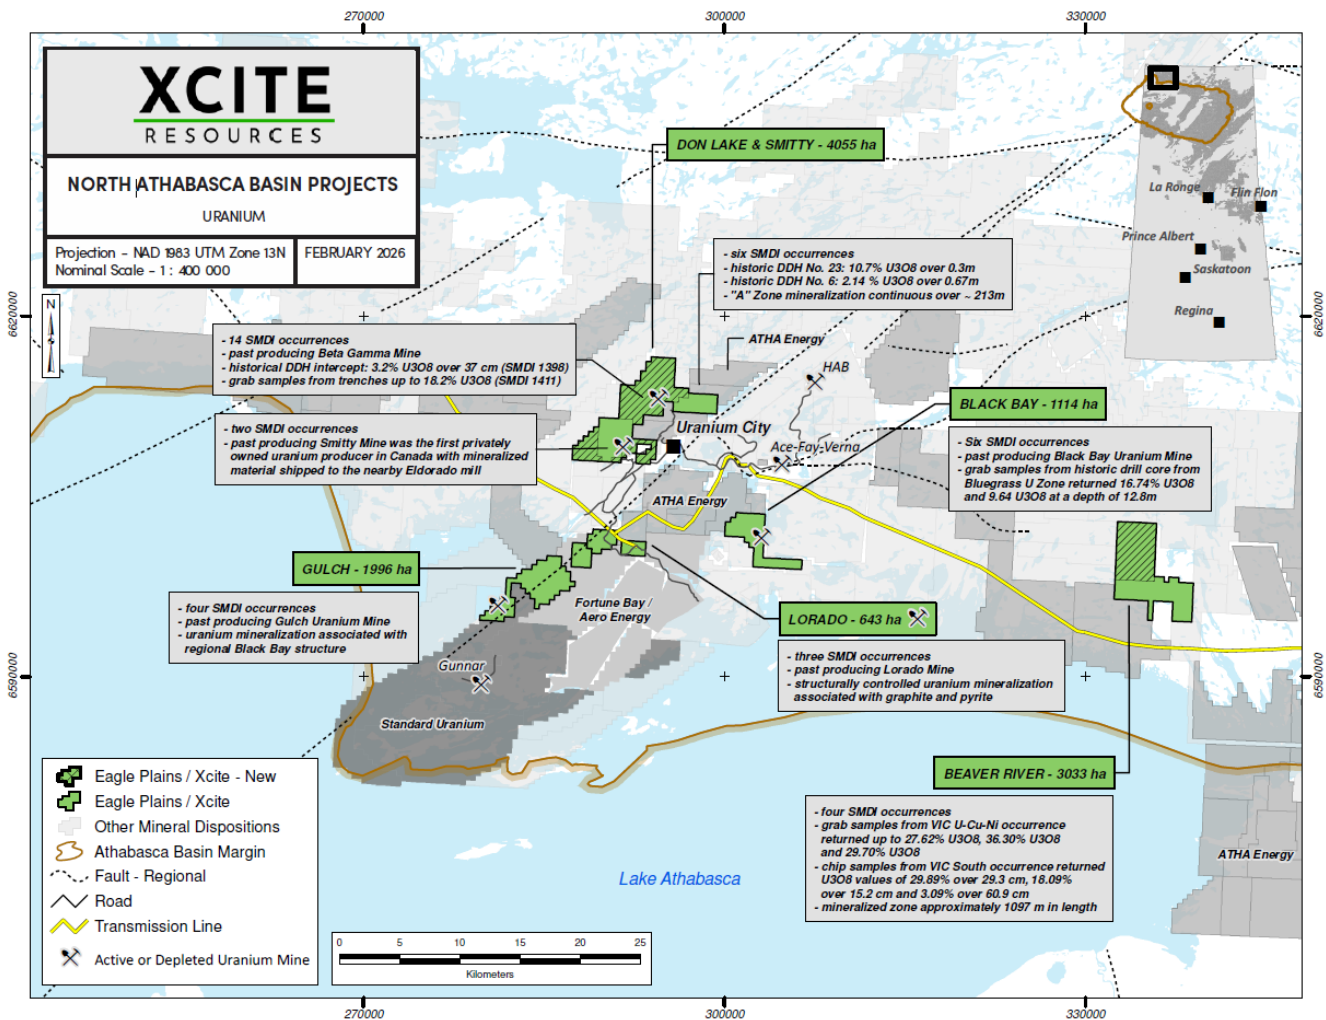 270000
300000
330000
XCITE
RESOURCES
NORTH ATHABASCA BASIN PROJECTS
URANIUM
Projection - NAD 1983 UTM Zone 13N
Nominal Scale - 1 : 400 000
FEBRUARY 2026
N
6620000
6620000
6590000
6590000
La Ronge
Flin Flon
Prince Albert
Saskatoon
Regina
DON LAKE & SMITTY - 4055 ha
- six SMDI occurrences
- historic DDH No. 23: 10.7% U3O8 over 0.3m
- historic DDH No. 6: 2.14 % U3O8 over 0.67m
- "A" Zone mineralization continuous over ~ 213m
- 14 SMDI occurrences
- past producing Beta Gamma Mine
- historical DDH intercept: 3.2% U3O8 over 37 cm (SMDI 1398)
- grab samples from trenches up to 18.2% U3O8 (SMDI 1411)
ATHA Energy
HAB
BLACK BAY - 1114 ha
- two SMDI occurrences
- past producing Smitty Mine was the first privately
owned uranium producer in Canada with mineralized
material shipped to the nearby Eldorado mill
Uranium City
Ace-Fay-Verna
- Six SMDI occurrences
- past producing Black Bay Uranium Mine
- grab samples from historic drill core from
Bluegrass U Zone returned 16.74% U3O8
and 9.64 U3O8 at a depth of 12.8m
ATHA Energy
GULCH - 1996 ha
- four SMDI occurrences
- past producing Gulch Uranium Mine
- uranium mineralization associated with
regional Black Bay structure
Fortune Bay /
Aero Energy
LORADO - 643 ha
- three SMDI occurrences
- past producing Lorado Mine
- structurally controlled uranium mineralization
associated with graphite and pyrite
Gunnar
Standard Uranium
BEAVER RIVER - 3033 ha
- four SMDI occurrences
- grab samples from VIC U-Cu-Ni occurrence
returned up to 27.62% U3O8, 36.30% U3O8
and 29.70% U3O8
- chip samples from VIC South occurrence returned
U3O8 values of 29.89% over 29.3 cm, 18.09%
over 15.2 cm and 3.09% over 60.9 cm
- mineralized zone approximately 1097 m in length
ATHA Energy
Lake Athabasca
Eagle Plains / Xcite - New
Eagle Plains / Xcite
Other Mineral Dispositions
Athabasca Basin Margin
Fault - Regional
Road
Transmission Line
Active or Depleted Uranium Mine
0 5 10 15 20 25
Kilometers
270000
300000
330000